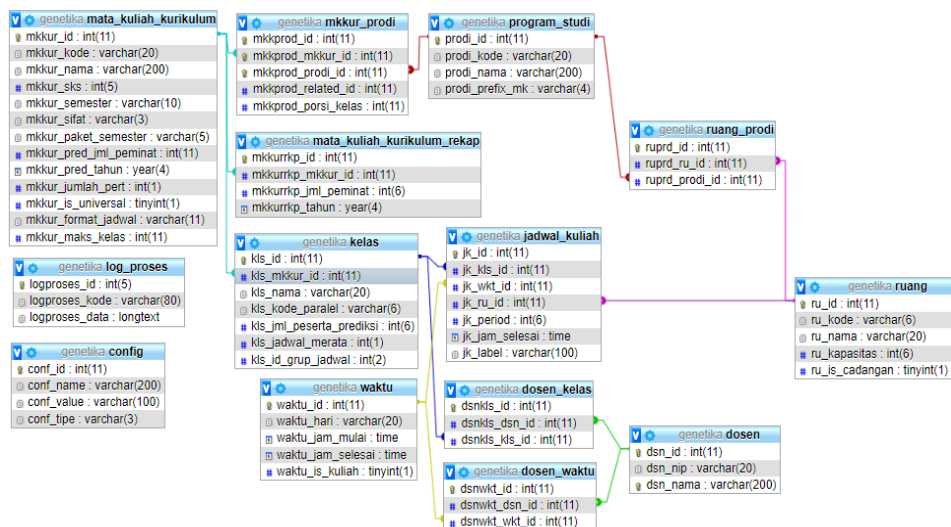 genetika mata_kuliah_kurikulum
mkkur_id : int(11)
mkkur_kode : varchar(20)
mkkur_nama : varchar(200)
mkkur_sks : int(5)
mkkur_semester : varchar(10)
mkkur_sifat : varchar(3)
mkkur_paket_semester : varchar(5)
mkkur_pred_jml_peminat : int(11)
mkkur_pred_tahun : year(4)
mkkur_jumlah_pert : int(1)
mkkur_is_universal : tinyint(1)
mkkur_format_jadwal : varchar(11)
mkkur_maks_kelas : int(11)
genetika log_proses
logproses_id : int(5)
logproses_kode : varchar(80)
logproses_data : longtext
genetika config
conf_id : int(11)
conf_name : varchar(200)
conf_value : varchar(100)
conf_tipe : varchar(3)
genetika mkkur_prodi
mkkprod_id : int(11)
mkkprod_mkkur_id : int(11)
mkkprod_prodi_id : int(11)
mkkprod_related_id : int(11)
mkkprod_porsi_kelas : int(11)
genetika mata_kuliah_kurikulum_rekap
mkkurrkp_id : int(11)
mkkurrkp_mkkur_id : int(11)
mkkurrkp_jml_peminat : int(6)
mkkurrkp_tahun : year(4)
genetika kelas
kls_id : int(11)
kls_mkkur_id : int(11)
kls_nama : varchar(20)
kls_kode_paralel : varchar(6)
kls_jml_peserta_prediksi : int(6)
kls_jadwal_merata : int(1)
kls_id_grup_jadwal : int(2)
genetika waktu
waktu_id : int(11)
waktu_hari : varchar(20)
waktu_jam_mulai : time
waktu_jam_selesai : time
waktu_is_kuliah : tinyint(1)
genetika program_studi
prodi_id : int(11)
prodi_kode : varchar(20)
prodi_nama : varchar(200)
prodi_prefix_mk : varchar(4)
genetika jadwal_kuliah
jk_id : int(11)
jk_kls_id : int(11)
jk_wkt_id : int(11)
jk_ru_id : int(11)
jk_period : int(6)
jk_jam_selesai : time
jk_label : varchar(100)
genetika dosen_kelas
dsnkls_id : int(11)
dsnkls_dsn_id : int(11)
dsnkls_kls_id : int(11)
genetika dosen_waktu
dsnwkt_id : int(11)
dsnwkt_dsn_id : int(11)
dsnwkt_wkt_id : int(11)
genetika ruang_prodi
ruprd_id : int(11)
ruprd_ru_id : int(11)
ruprd_prodi_id : int(11)
genetika dosen
dsn_id : int(11)
dsn_nip : varchar(20)
dsn_nama : varchar(200)
genetika ruang
ru_id : int(11)
ru_kode : varchar(6)
ru_nama : varchar(20)
ru_kapasitas : int(6)
ru_is_cadangan : tinyint(1)